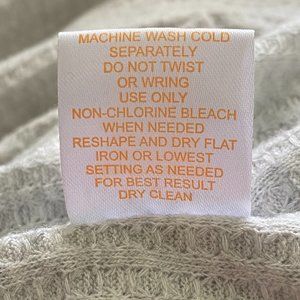 MACHINE WASH COLD
SEPARATELY
DO NOT TWIST
OR WRING
USE ONLY
NON-CHLORINE BLEACH
WHEN NEEDED
RESHAPE AND DRY FLAT
IRON OR LOWEST
SETTING AS NEEDED
FOR BEST RESULT
DRY CLEAN